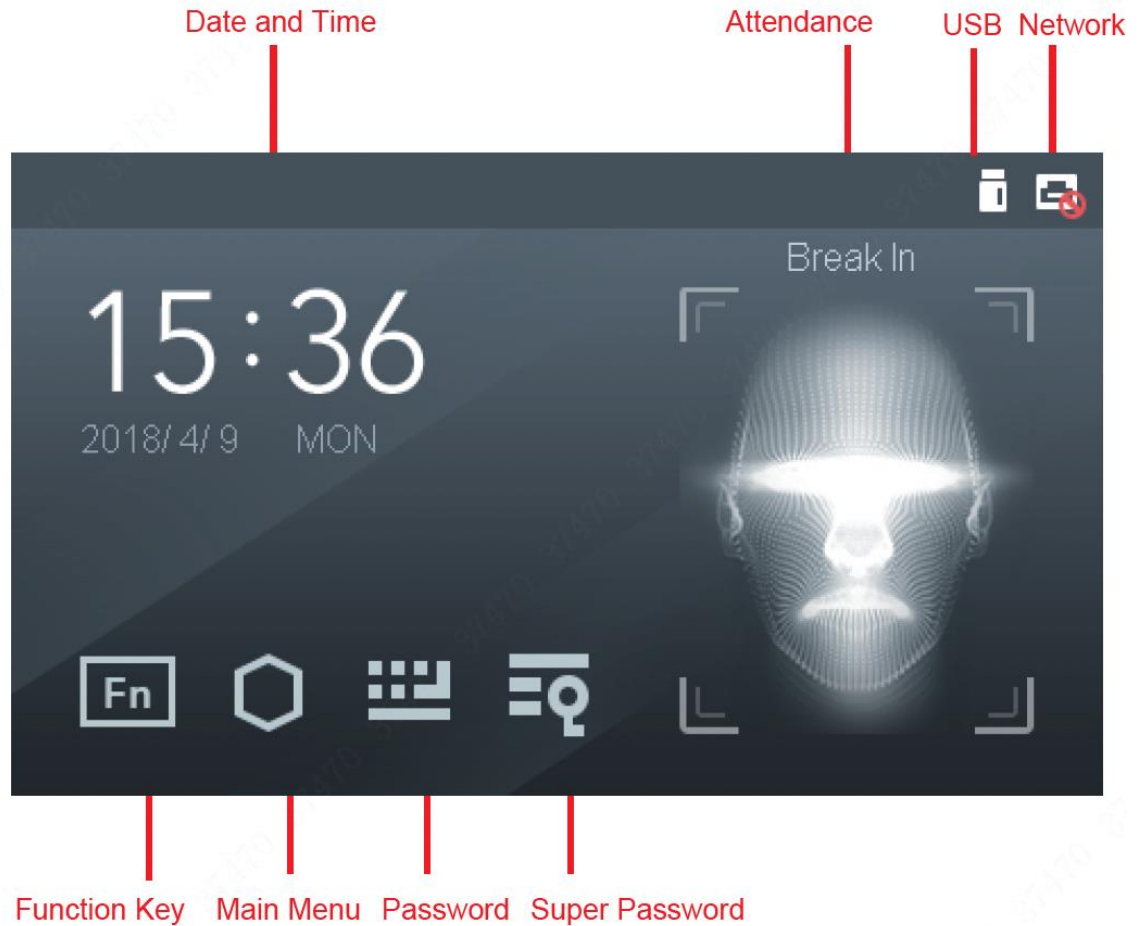 Date and Time Attendance USB Network
Break In
15:36
2018/ 4/ 9 MON
Fn
Function Key Main Menu Password Super Password